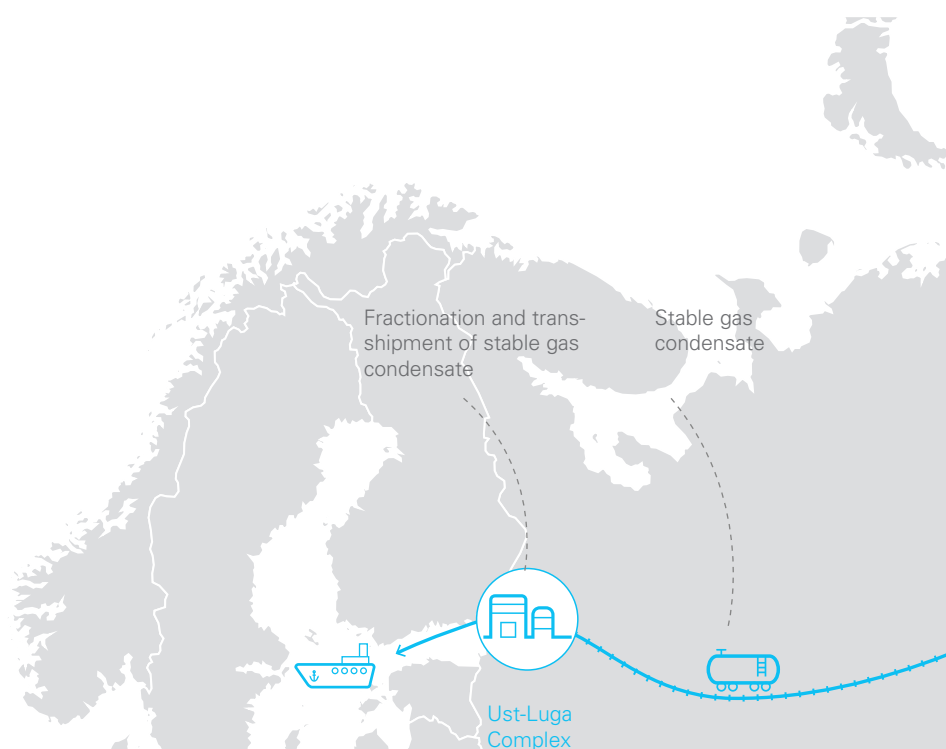 Fractionation and trans-
shipment of stable gas
condensate
Stable gas
condensate
Ust-Luga
Complex